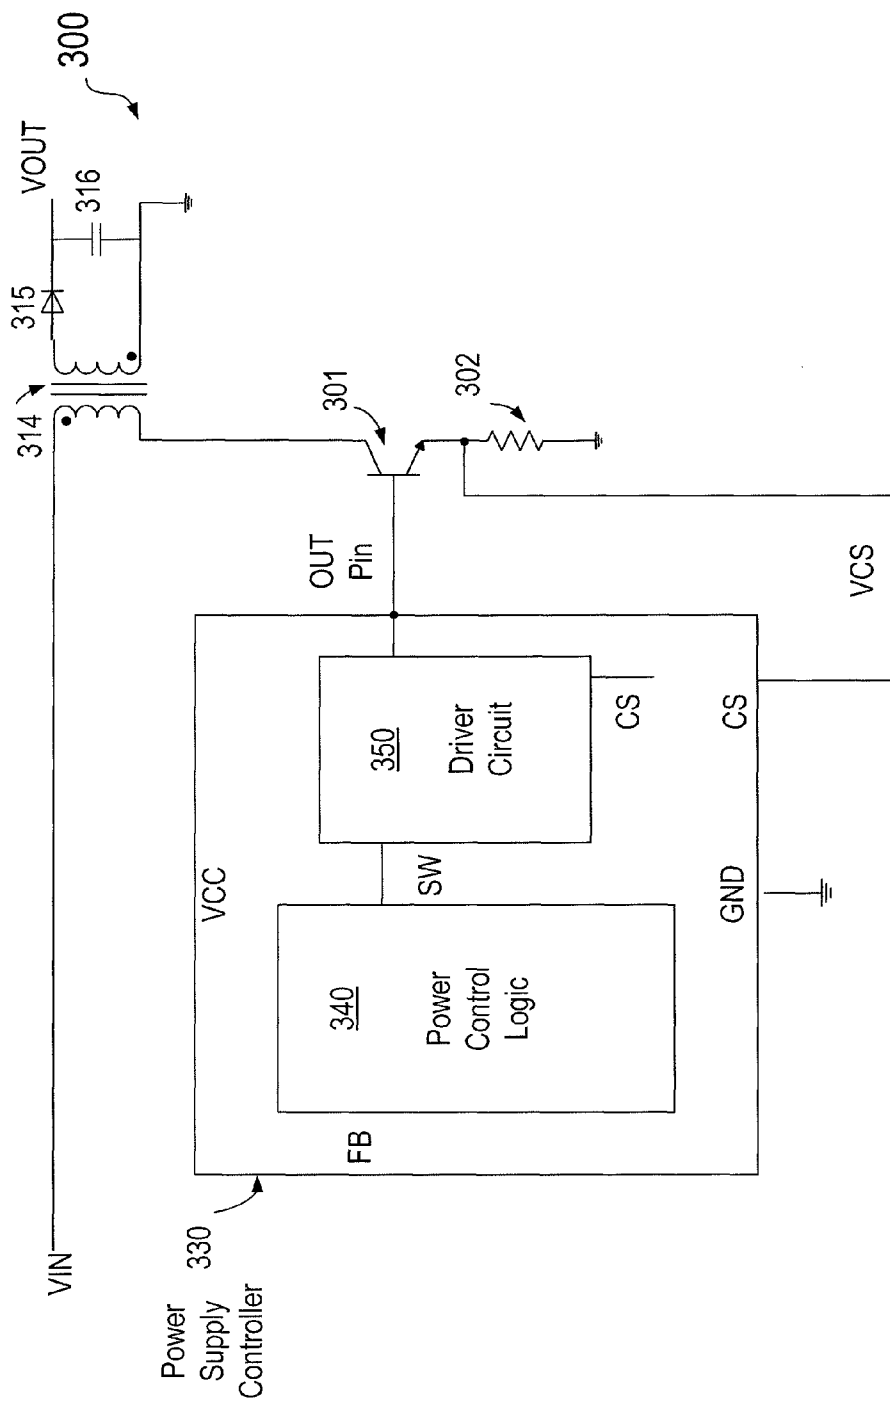 300
VOUT
316
315
314
301
302
OUT
Pin
VIN
VCC
350
Driver
Circuit
CS
SW
340
Power
Control
Logic
FB
GND
CS
VCS
Power
Supply
Controller
330